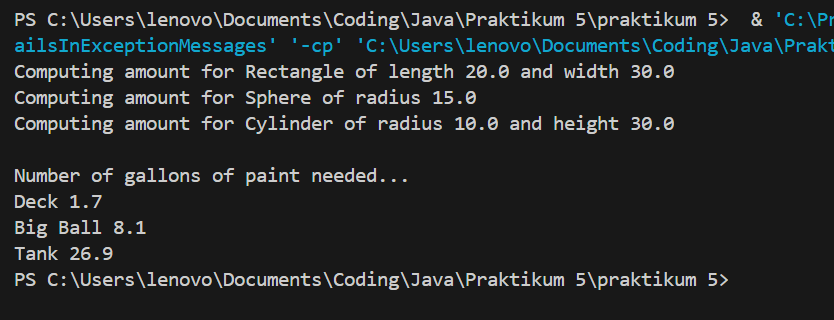 PS C:\Users\lenovo\Documents\Coding\Java\Praktikum 5\praktikum 5>  & 'C:\Pr
ailsInExceptionMessages' '-cp' 'C:\Users\lenovo\Documents\Coding\Java\Prakt
Computing amount for Rectangle of length 20.0 and width 30.0
Computing amount for Sphere of radius 15.0
Computing amount for Cylinder of radius 10.0 and height 30.0
Number of gallons of paint needed...
Deck 1.7
Big Ball 8.1
Tank 26.9
PS C:\Users\lenovo\Documents\Coding\Java\Praktikum 5\praktikum 5>